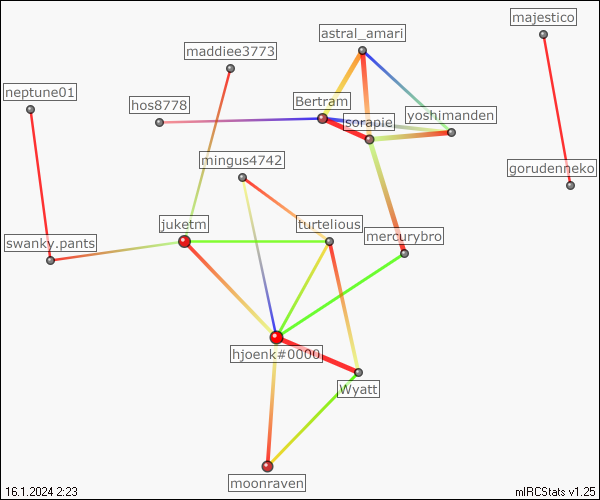 majestico
astral_amari
maddiee3773
neptune01
Bertram
hos8778
yoshimanden
sorapie
mingus4742
gorudenneko
juketm
turtelious
mercurybro
swanky.pants
hjoenk#0000
Wyatt
moonraven
16.1.2024 2:23
mIRCStats v1.25